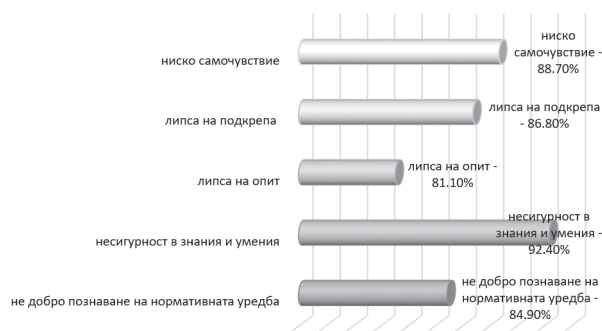 ниско самочувствие
ниско
самочувствие -
88.70%
липса на подкрепа
липса на подкрепа
- 86.80%
липса на опит
липса на опит -
81.10%
несигурност в знания и умения
несигурност в
знания и умения -
92.40%
не добро познаване на нормативната уредба
не добро познаване на
нормативната уредба -
84.90%